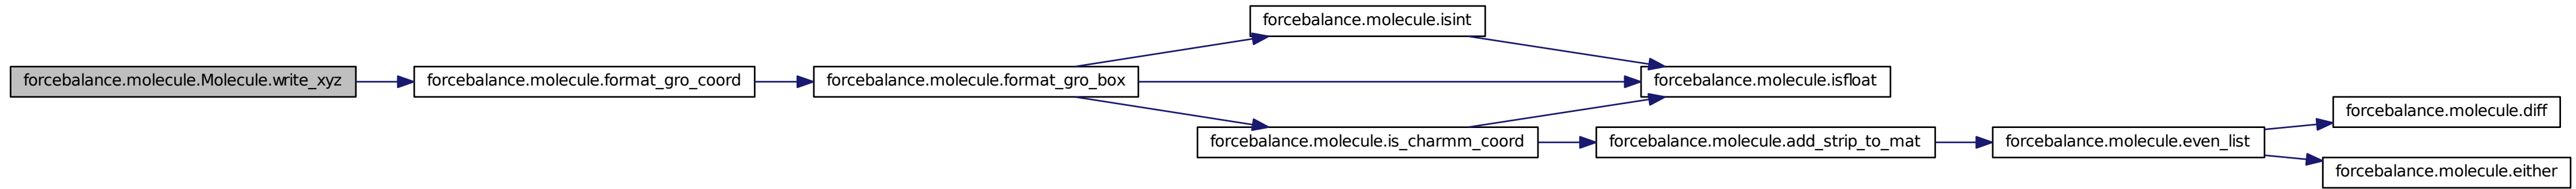 forcebalance.molecule.Molecule.write_xyz
forcebalance.molecule.format_gro_coord
forcebalance.molecule.format_gro_box
forcebalance.molecule.isint
forcebalance.molecule.isfloat
forcebalance.molecule.is_charmm_coord
forcebalance.molecule.add_strip_to_mat
forcebalance.molecule.even_list
forcebalance.molecule.diff
forcebalance.molecule.either